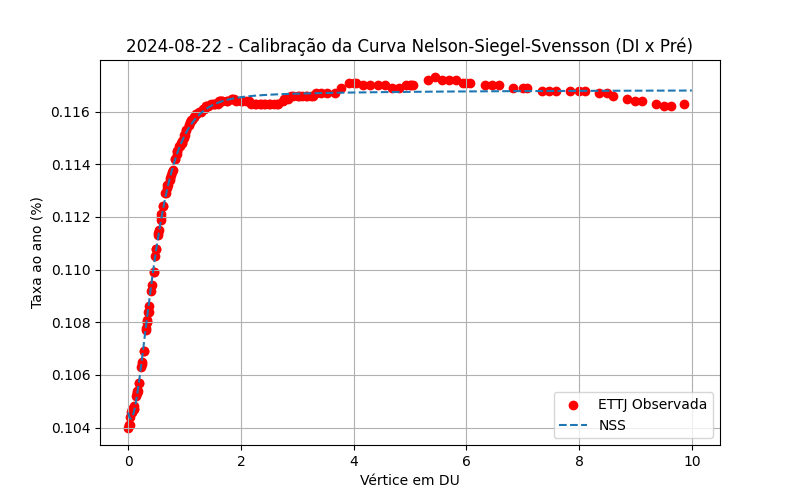 2024-08-22 - Calibração da Curva Nelson-Siegel-Svensson (DI x Pré)
Taxa ao ano (%)
0.116
0.114
0.112
0.110
0.108
0.106
0.104
ETTJ Observada
NSS
0 2 4 6 8 10
Vértice em DU